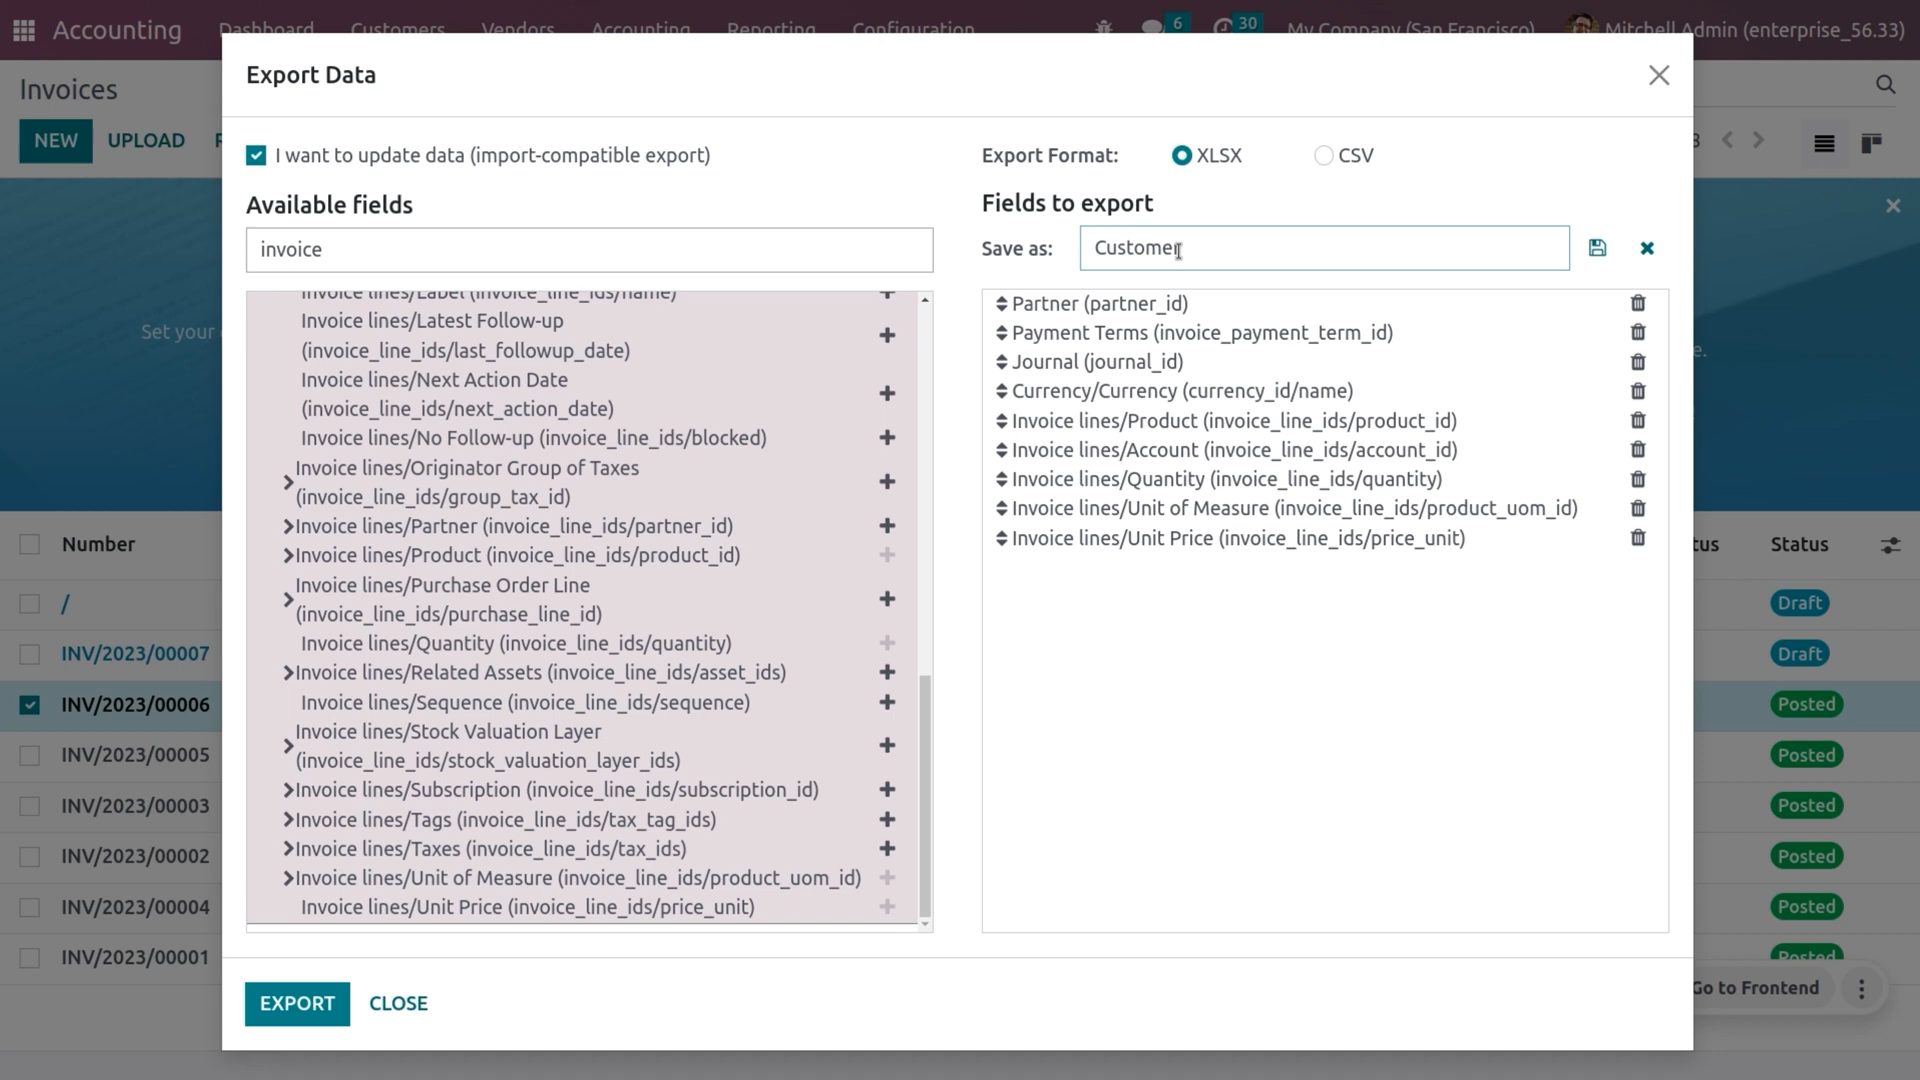 Accounting Dashboard Customers Vendors Accounting Reporting Configuration 6 30 My Company (San Francisco) Mitchell Admin (enterprise_56.33)
Invoices
NEW UPLOAD
Export Data
I want to update data (import-compatible export)
Export Format: XLSX CSV
Available fields
invoice
Fields to export
Save as: Customer
Invoice lines/Label (invoice_line_ids/name)
Invoice lines/Latest Follow-up
(invoice_line_ids/last_followup_date)
Invoice lines/Next Action Date
(invoice_line_ids/next_action_date)
Invoice lines/No Follow-up (invoice_line_ids/blocked)
Invoice lines/Originator Group of Taxes
(invoice_line_ids/group_tax_id)
Invoice lines/Partner (invoice_line_ids/partner_id)
Invoice lines/Product (invoice_line_ids/product_id)
Invoice lines/Purchase Order Line
(invoice_line_ids/purchase_line_id)
Invoice lines/Quantity (invoice_line_ids/quantity)
Invoice lines/Related Assets (invoice_line_ids/asset_ids)
Invoice lines/Sequence (invoice_line_ids/sequence)
Invoice lines/Stock Valuation Layer
(invoice_line_ids/stock_valuation_layer_ids)
Invoice lines/Subscription (invoice_line_ids/subscription_id)
Invoice lines/Tags (invoice_line_ids/tax_tag_ids)
Invoice lines/Taxes (invoice_line_ids/tax_ids)
Invoice lines/Unit of Measure (invoice_line_ids/product_uom_id)
Invoice lines/Unit Price (invoice_line_ids/price_unit)
Partner (partner_id)
Payment Terms (invoice_payment_term_id)
Journal (journal_id)
Currency/Currency (currency_id/name)
Invoice lines/Product (invoice_line_ids/product_id)
Invoice lines/Account (invoice_line_ids/account_id)
Invoice lines/Quantity (invoice_line_ids/quantity)
Invoice lines/Unit of Measure (invoice_line_ids/product_uom_id)
Invoice lines/Unit Price (invoice_line_ids/price_unit)
EXPORT CLOSE
Set your
Number Status
/ Draft
INV/2023/00007 Draft
INV/2023/00006 Posted
INV/2023/00005 Posted
INV/2023/00003 Posted
INV/2023/00002 Posted
INV/2023/00004 Posted
INV/2023/00001 Posted
Go to Frontend